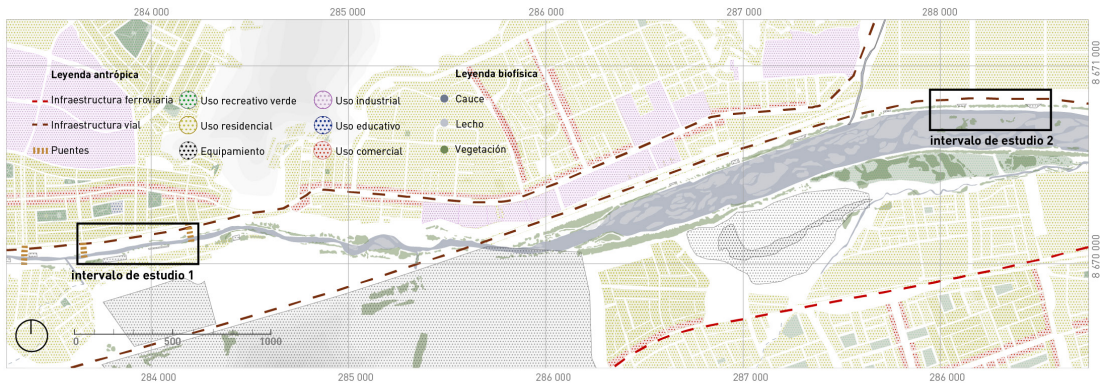 284 000
285 000
286 000
287 000
288 000
Leyenda antrópica
Infraestructura ferroviaria
Infraestructura vial
Puentes
Uso recreativo verde
Uso residencial
Equipamiento
Uso industrial
Uso educativo
Uso comercial
Leyenda biofísica
Cauce
Lecho
Vegetación
8 671 000
intervalo de estudio 2
intervalo de estudio 1
8 670 000
0
500
1000
284 000
285 000
286 000
287 000
286 000